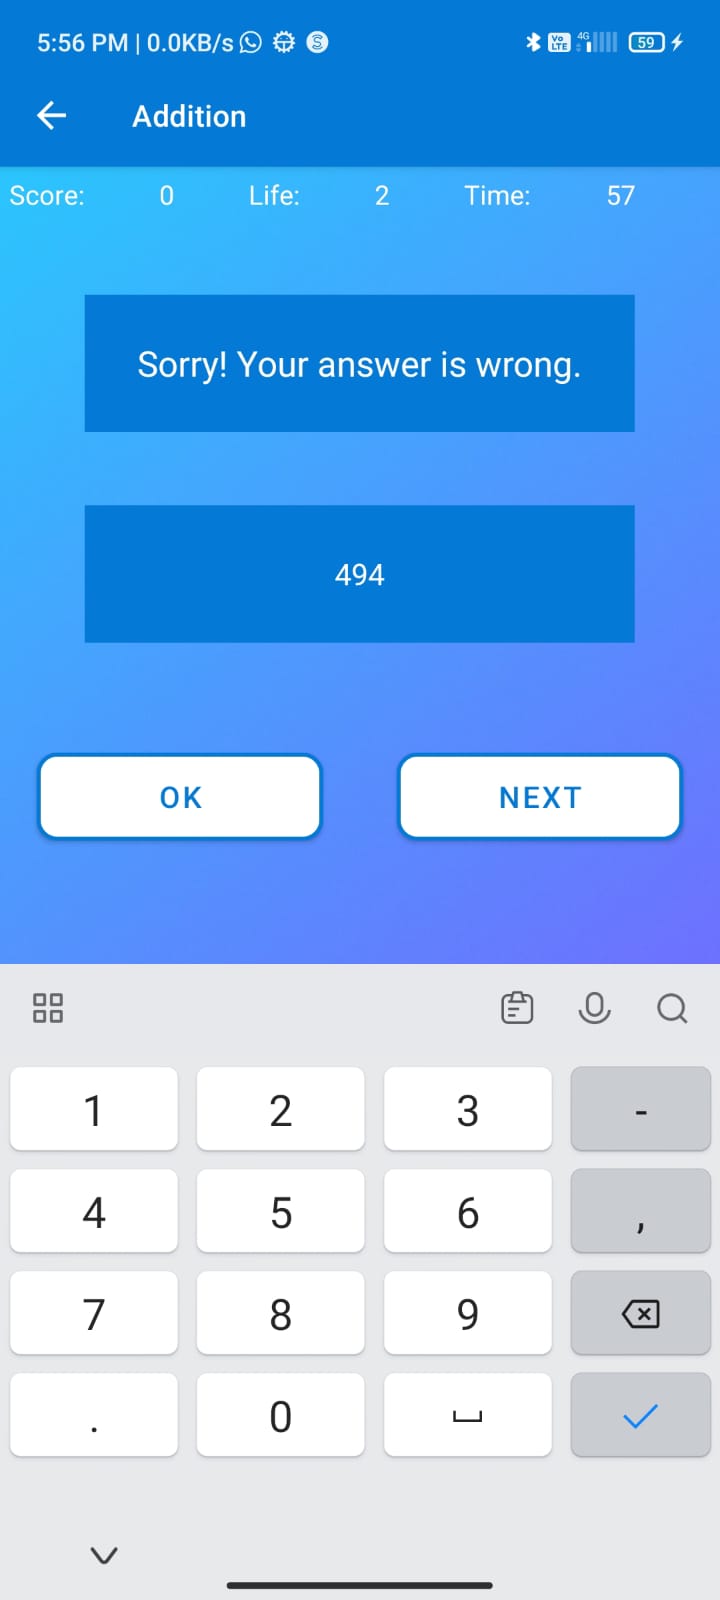 5:56 PM | 0.0KB/s S Vo LTE 4G 59
Addition
Score: 0 Life: 2 Time: 57
Sorry! Your answer is wrong.
494
OK NEXT
1 2 3 -
4 5 6 ,
7 8 9
. 0